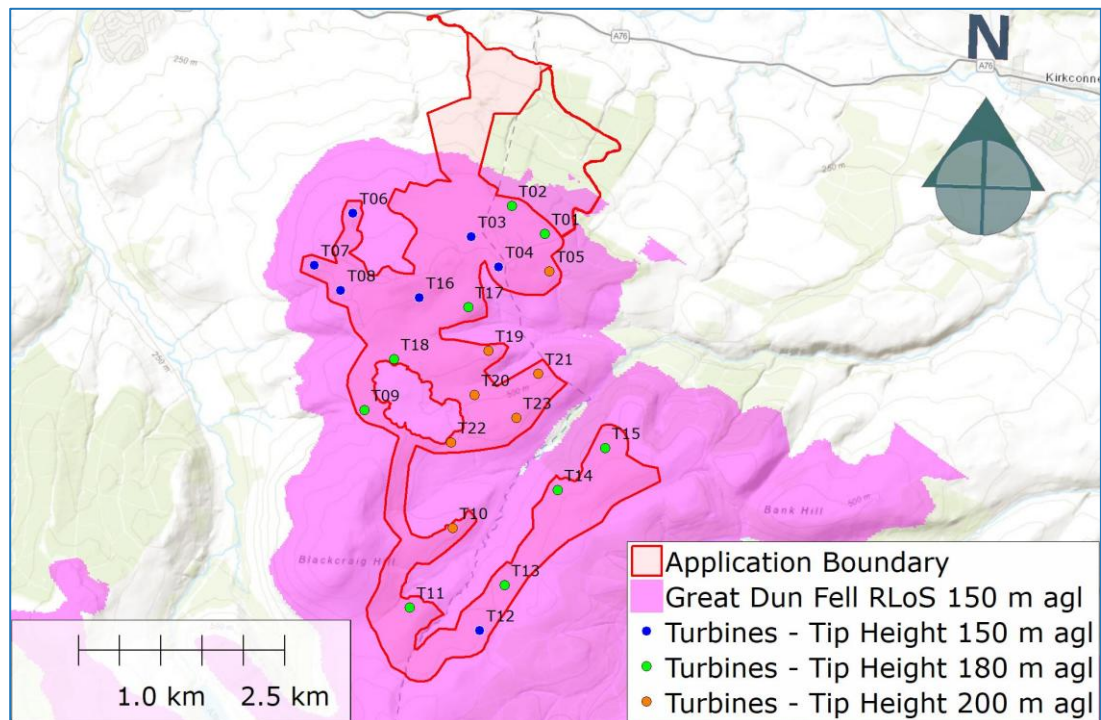 A76
N
A76
Kirkconne
250 m
250 m
T02
T06
T01
T03
T05
T07
T04
T08
T16
T17
T19
T18
T21
T20
500 m
T09
T23
T22
T15
T14
500 m
Bank Hill
T10
Blackcraig Hill
T13
T11
T12
250 m
1.0 km 2.5 km
Application Boundary
Great Dun Fell RLoS 150 m agl
Turbines - Tip Height 150 m agl
Turbines - Tip Height 180 m agl
Turbines - Tip Height 200 m agl